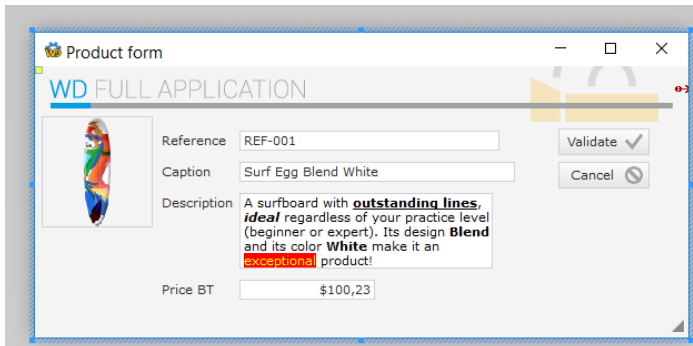 Product form
WD FULL APPLICATION
Reference REF-001
Validate
Caption Surf Egg Blend White
Cancel
Description A surfboard with outstanding lines,
ideal regardless of your practice level
(beginner or expert). Its design Blend
and its color White make it an
exceptional product!
Price BT $100,23